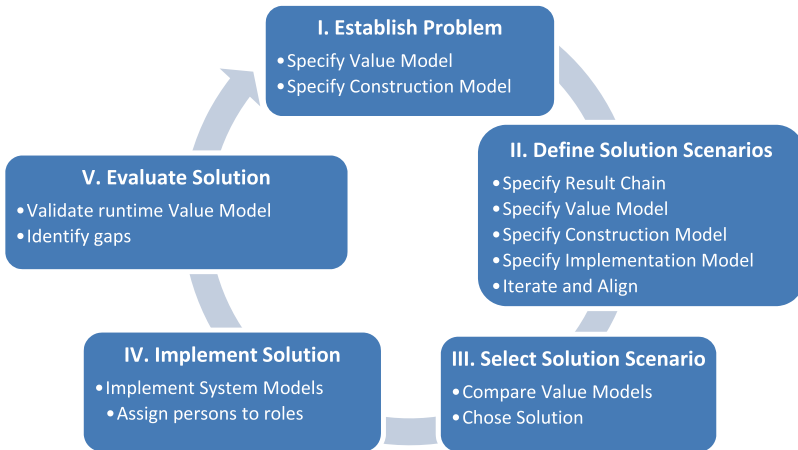 I. Establish Problem
•Specify Value Model
•Specify Construction Model
II. Define Solution Scenarios
•Specify Result Chain
•Specify Value Model
•Specify Construction Model
•Specify Implementation Model
•Iterate and Align
III. Select Solution Scenario
•Compare Value Models
•Chose Solution
IV. Implement Solution
•Implement System Models
•Assign persons to roles
V. Evaluate Solution
•Validate runtime Value Model
•Identify gaps